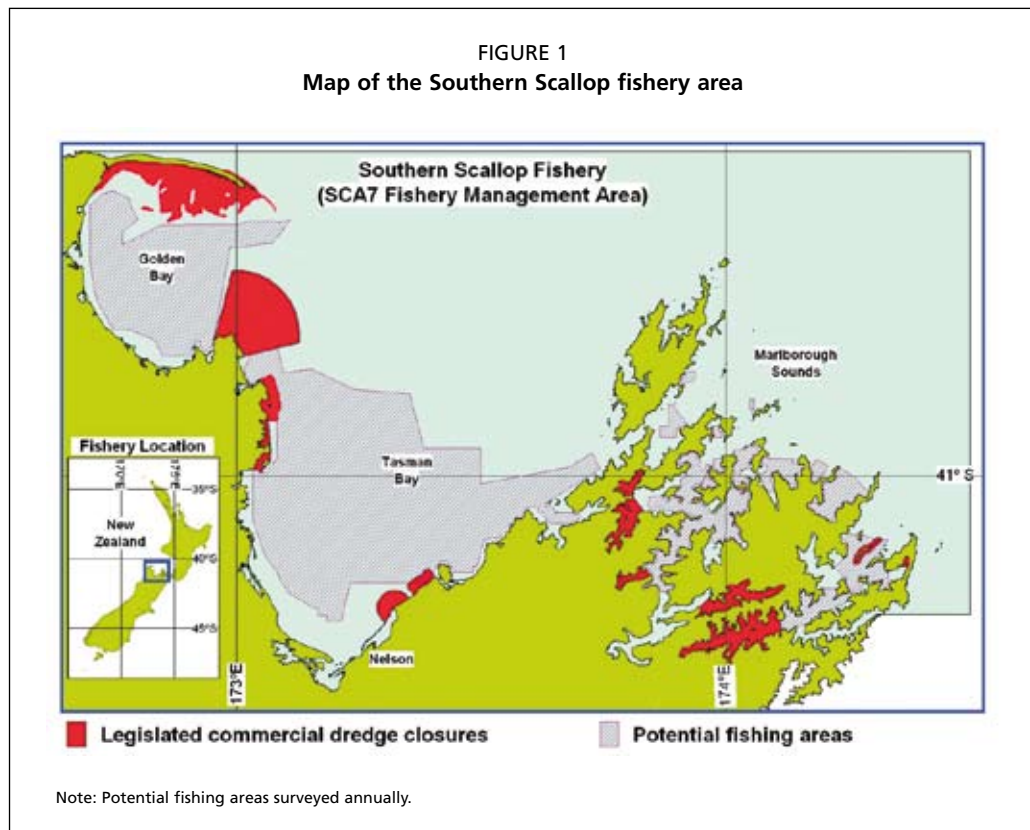 FIGURE 1
Map of the Southern Scallop fishery area
Southern Scallop Fishery
(SCA7 Fishery Management Area)
Golden
Bay
Marlborough
Sounds
Fishery Location
170°E
175°E
35°S
New
Zealand
40°S
45°S
Tasman
Bay
41° S
Nelson
173°E
174°E
Legislated commercial dredge closures
Potential fishing areas
Note: Potential fishing areas surveyed annually.